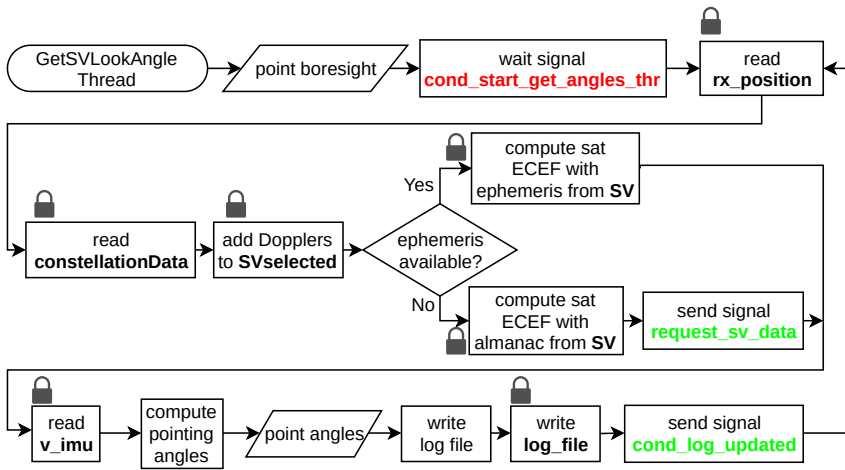 GetSVLookAngle
Thread
point boresight
wait signal
cond_start_get_angles_thr
read
rx_position
read
constellationData
add Dopplers
to SVselected
ephemeris
available?
Yes
compute sat
ECEF with
ephemeris from SV
No
compute sat
ECEF with
almanac from SV
send signal
request_sv_data
read
v_imu
compute
pointing
angles
point angles
write
log file
write
log_file
send signal
cond_log_updated